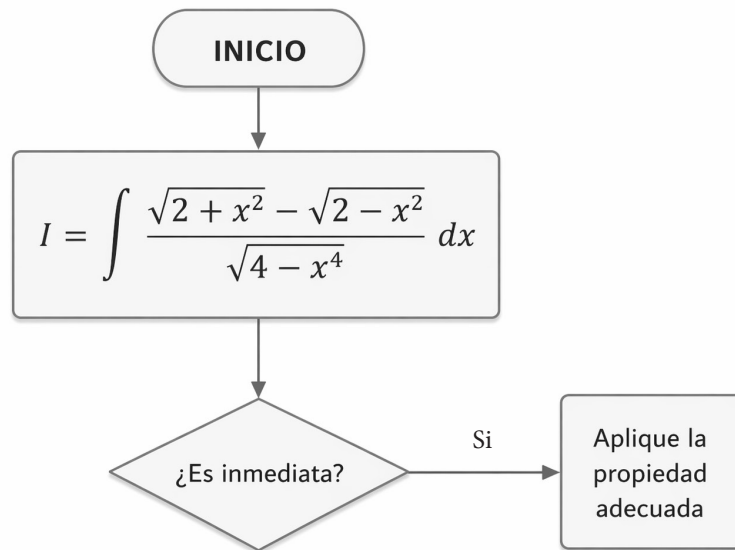 INICIO
I = ∫ (√(2 + x²) − √(2 − x²)) / √(4 − x⁴) dx
¿Es inmediata?
Si
Aplique la
propiedad
adecuada